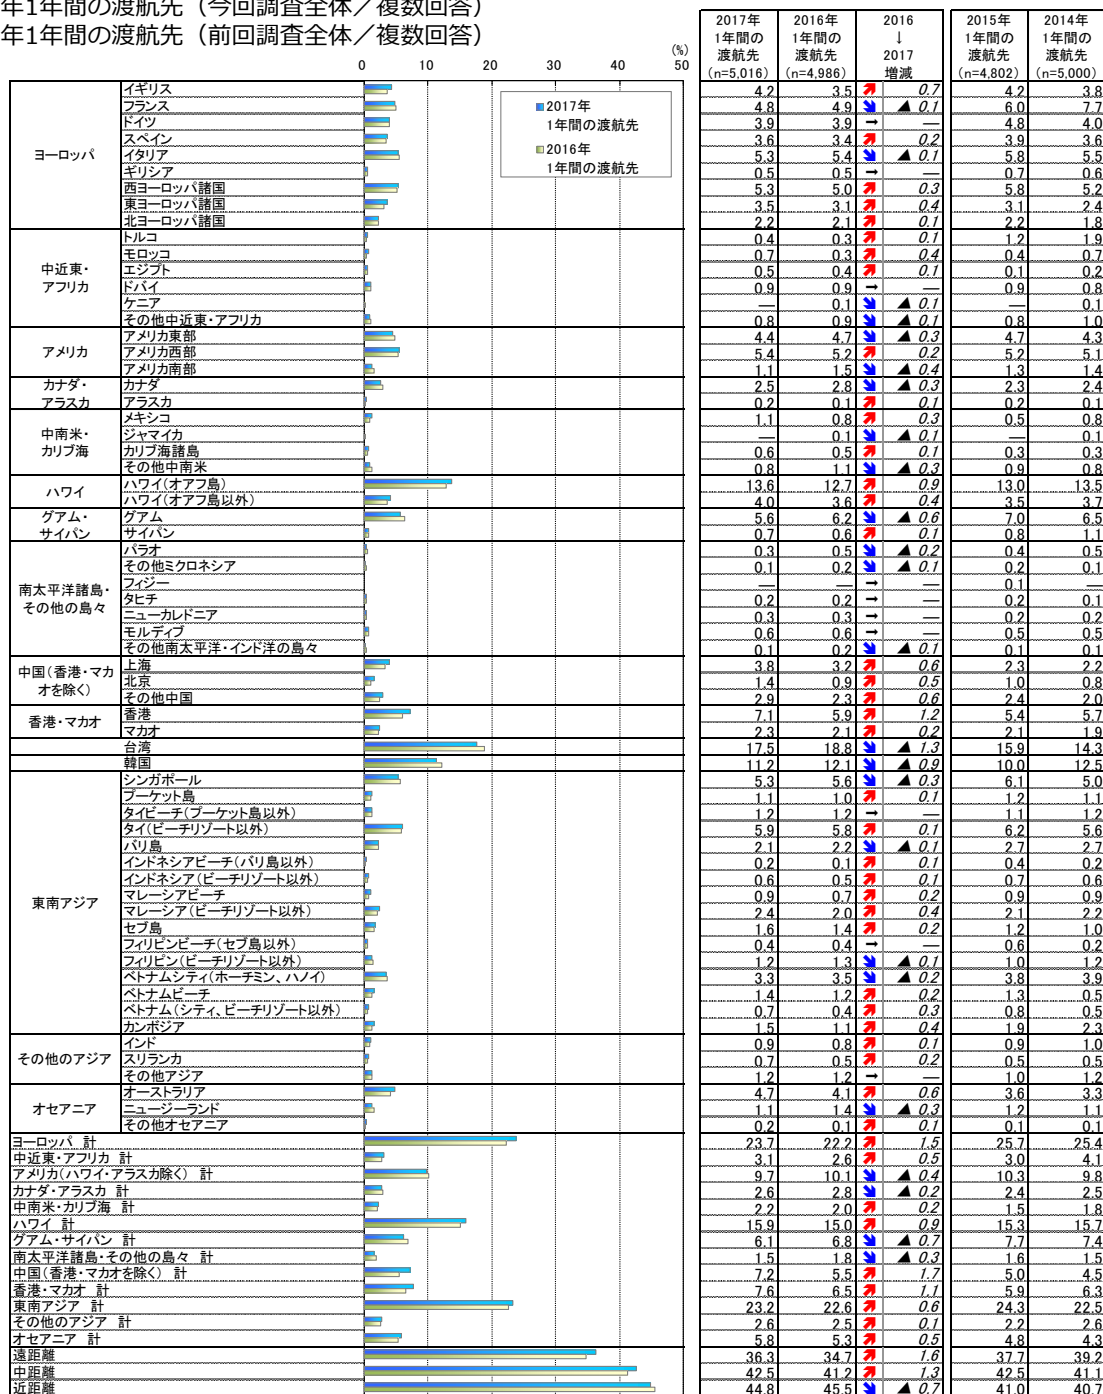 年1年間の渡航先（今回調査全体／複数回答）
年1年間の渡航先（前回調査全体／複数回答）
(%)
0 10 20 30 40 50
2017年 1年間の渡航先 （n=5,016） 2016年 1年間の渡航先 （n=4,986） 2016 ↓ 2017 増減 2015年 1年間の渡航先 （n=4,802） 2014年 1年間の渡航先 （n=5,000）
2017年
1年間の渡航先
2016年
1年間の渡航先
ヨーロッパ
イギリス 4.2 3.5 0.7 4.2 3.8
フランス 4.8 4.9 ▲ 0.1 6.0 7.7
ドイツ 3.9 3.9 → — 4.8 4.0
スペイン 3.6 3.4 0.2 3.9 3.6
イタリア 5.3 5.4 ▲ 0.1 5.8 5.5
ギリシア 0.5 0.5 → — 0.7 0.6
西ヨーロッパ諸国 5.3 5.0 0.3 5.8 5.2
東ヨーロッパ諸国 3.5 3.1 0.4 3.1 2.4
北ヨーロッパ諸国 2.2 2.1 0.1 2.2 1.8
中近東・
アフリカ
トルコ 0.4 0.3 0.1 1.2 1.9
モロッコ 0.7 0.3 0.4 0.4 0.7
エジプト 0.5 0.4 0.1 0.1 0.2
ドバイ 0.9 0.9 → — 0.9 0.8
ケニア — 0.1 ▲ 0.1 — 0.1
その他中近東・アフリカ 0.8 0.9 ▲ 0.1 0.8 1.0
アメリカ
アメリカ東部 4.4 4.7 ▲ 0.3 4.7 4.3
アメリカ西部 5.4 5.2 0.2 5.2 5.1
アメリカ南部 1.1 1.5 ▲ 0.4 1.3 1.4
カナダ・
アラスカ
カナダ 2.5 2.8 ▲ 0.3 2.3 2.4
アラスカ 0.2 0.1 0.1 0.2 0.1
中南米・
カリブ海
メキシコ 1.1 0.8 0.3 0.5 0.8
ジャマイカ — 0.1 ▲ 0.1 — 0.1
カリブ海諸島 0.6 0.5 0.1 0.3 0.3
その他中南米 0.8 1.1 ▲ 0.3 0.9 0.8
ハワイ
ハワイ（オアフ島） 13.6 12.7 0.9 13.0 13.5
ハワイ（オアフ島以外） 4.0 3.6 0.4 3.5 3.7
グアム・
サイパン
グアム 5.6 6.2 ▲ 0.6 7.0 6.5
サイパン 0.7 0.6 0.1 0.8 1.1
南太平洋諸島・
その他の島々
パラオ 0.3 0.5 ▲ 0.2 0.4 0.5
その他ミクロネシア 0.1 0.2 ▲ 0.1 0.2 0.1
フィジー — — → — 0.1 —
タヒチ 0.2 0.2 → — 0.2 0.1
ニューカレドニア 0.3 0.3 → — 0.2 0.2
モルディブ 0.6 0.6 → — 0.5 0.5
その他南太平洋・インド洋の島々 0.1 0.2 ▲ 0.1 0.1 0.1
中国（香港・マカ
オを除く）
上海 3.8 3.2 0.6 2.3 2.2
北京 1.4 0.9 0.5 1.0 0.8
その他中国 2.9 2.3 0.6 2.4 2.0
香港・マカオ
香港 7.1 5.9 1.2 5.4 5.7
マカオ 2.3 2.1 0.2 2.1 1.9
台湾 17.5 18.8 ▲ 1.3 15.9 14.3
韓国 11.2 12.1 ▲ 0.9 10.0 12.5
東南アジア
シンガポール 5.3 5.6 ▲ 0.3 6.1 5.0
プーケット島 1.1 1.0 0.1 1.2 1.1
タイビーチ（プーケット島以外） 1.2 1.2 → — 1.1 1.2
タイ（ビーチリゾート以外） 5.9 5.8 0.1 6.2 5.6
バリ島 2.1 2.2 ▲ 0.1 2.7 2.7
インドネシアビーチ（バリ島以外） 0.2 0.1 0.1 0.4 0.2
インドネシア（ビーチリゾート以外） 0.6 0.5 0.1 0.7 0.6
マレーシアビーチ 0.9 0.7 0.2 0.9 0.9
マレーシア（ビーチリゾート以外） 2.4 2.0 0.4 2.1 2.2
セブ島 1.6 1.4 0.2 1.2 1.0
フィリピンビーチ（セブ島以外） 0.4 0.4 → — 0.6 0.2
フィリピン（ビーチリゾート以外） 1.2 1.3 ▲ 0.1 1.0 1.2
ベトナムシティ（ホーチミン、ハノイ） 3.3 3.5 ▲ 0.2 3.8 3.9
ベトナムビーチ 1.4 1.2 0.2 1.3 0.5
ベトナム（シティ、ビーチリゾート以外） 0.7 0.4 0.3 0.8 0.5
カンボジア 1.5 1.1 0.4 1.9 2.3
その他のアジア
インド 0.9 0.8 0.1 0.9 1.0
スリランカ 0.7 0.5 0.2 0.5 0.5
その他アジア 1.2 1.2 → — 1.0 1.2
オセアニア
オーストラリア 4.7 4.1 0.6 3.6 3.3
ニュージーランド 1.1 1.4 ▲ 0.3 1.2 1.1
その他オセアニア 0.2 0.1 0.1 0.1 0.1
ヨーロッパ 計 23.7 22.2 1.5 25.7 25.4
中近東・アフリカ 計 3.1 2.6 0.5 3.0 4.1
アメリカ（ハワイ・アラスカ除く） 計 9.7 10.1 ▲ 0.4 10.3 9.8
カナダ・アラスカ 計 2.6 2.8 ▲ 0.2 2.4 2.5
中南米・カリブ海 計 2.2 2.0 0.2 1.5 1.8
ハワイ 計 15.9 15.0 0.9 15.3 15.7
グアム・サイパン 計 6.1 6.8 ▲ 0.7 7.7 7.4
南太平洋諸島・その他の島々 計 1.5 1.8 ▲ 0.3 1.6 1.5
中国（香港・マカオを除く） 計 7.2 5.5 1.7 5.0 4.5
香港・マカオ 計 7.6 6.5 1.1 5.9 6.3
東南アジア 計 23.2 22.6 0.6 24.3 22.5
その他のアジア 計 2.6 2.5 0.1 2.2 2.6
オセアニア 計 5.8 5.3 0.5 4.8 4.3
遠距離 36.3 34.7 1.6 37.7 39.2
中距離 42.5 41.2 1.3 42.5 41.1
近距離 44.8 45.5 ▲ 0.7 41.0 40.7